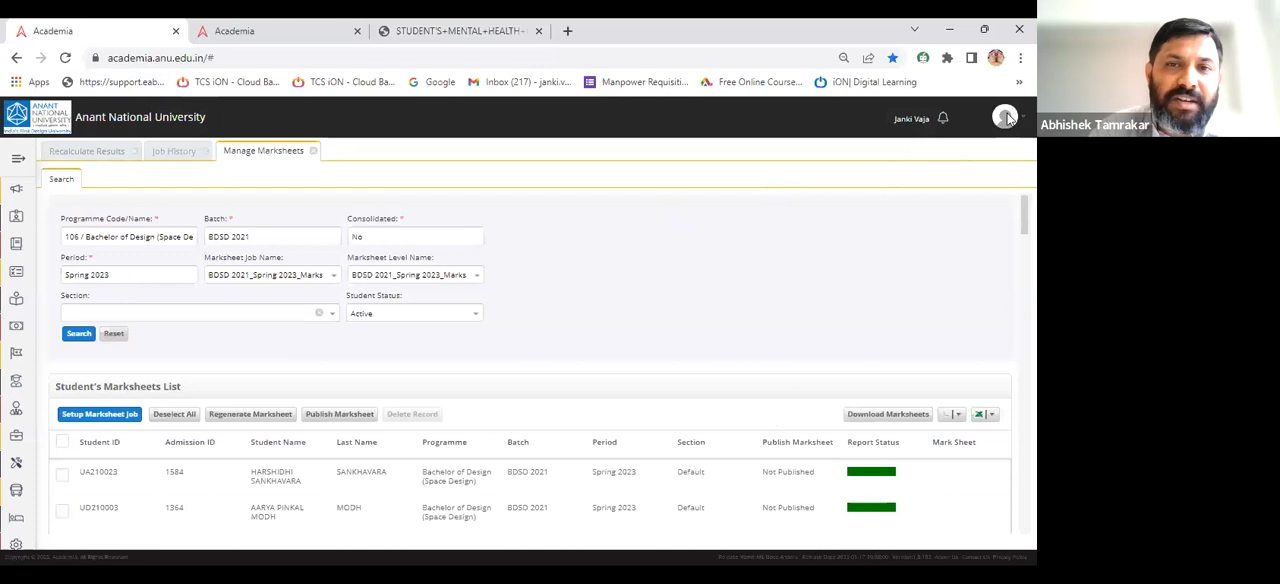 Academia
Academia
STUDENT'S+MENTAL+HEALTH+
academia.anu.edu.in/#
Apps
https://support.eab...
TCS iON - Cloud Ba...
TCS iON - Cloud Ba...
Google
Inbox (217) - janki.v...
Manpower Requisiti...
Free Online Course...
iON| Digital Learning
»
ANANT
NATIONAL
UNIVERSITY
India's First Design University
Anant National University
Janki Vaja
Abhishek Tamrakar
Recalculate Results
Job History
Manage Marksheets
Search
Programme Code/Name: *
Batch: *
Consolidated: *
106 / Bachelor of Design (Space De
BDSD 2021
No
Period: *
Marksheet Job Name:
Marksheet Level Name:
Spring 2023
BDSD 2021_Spring 2023_Marks
BDSD 2021_Spring 2023_Marks
Section:
Student Status:
Active
Search
Reset
Student's Marksheets List
Setup Marksheet Job
Deselect All
Regenerate Marksheet
Publish Marksheet
Delete Record
Download Marksheets
Student ID
Admission ID
Student Name
Last Name
Programme
Batch
Period
Section
Publish Marksheet
Report Status
Mark Sheet
UA210023
1584
HARSHIDHI
SANKHAVARA
SANKHAVARA
Bachelor of Design
(Space Design)
BDSD 2021
Spring 2023
Default
Not Published
UD210003
1364
AARYA PINKAL
MODH
MODH
Bachelor of Design
(Space Design)
BDSD 2021
Spring 2023
Default
Not Published